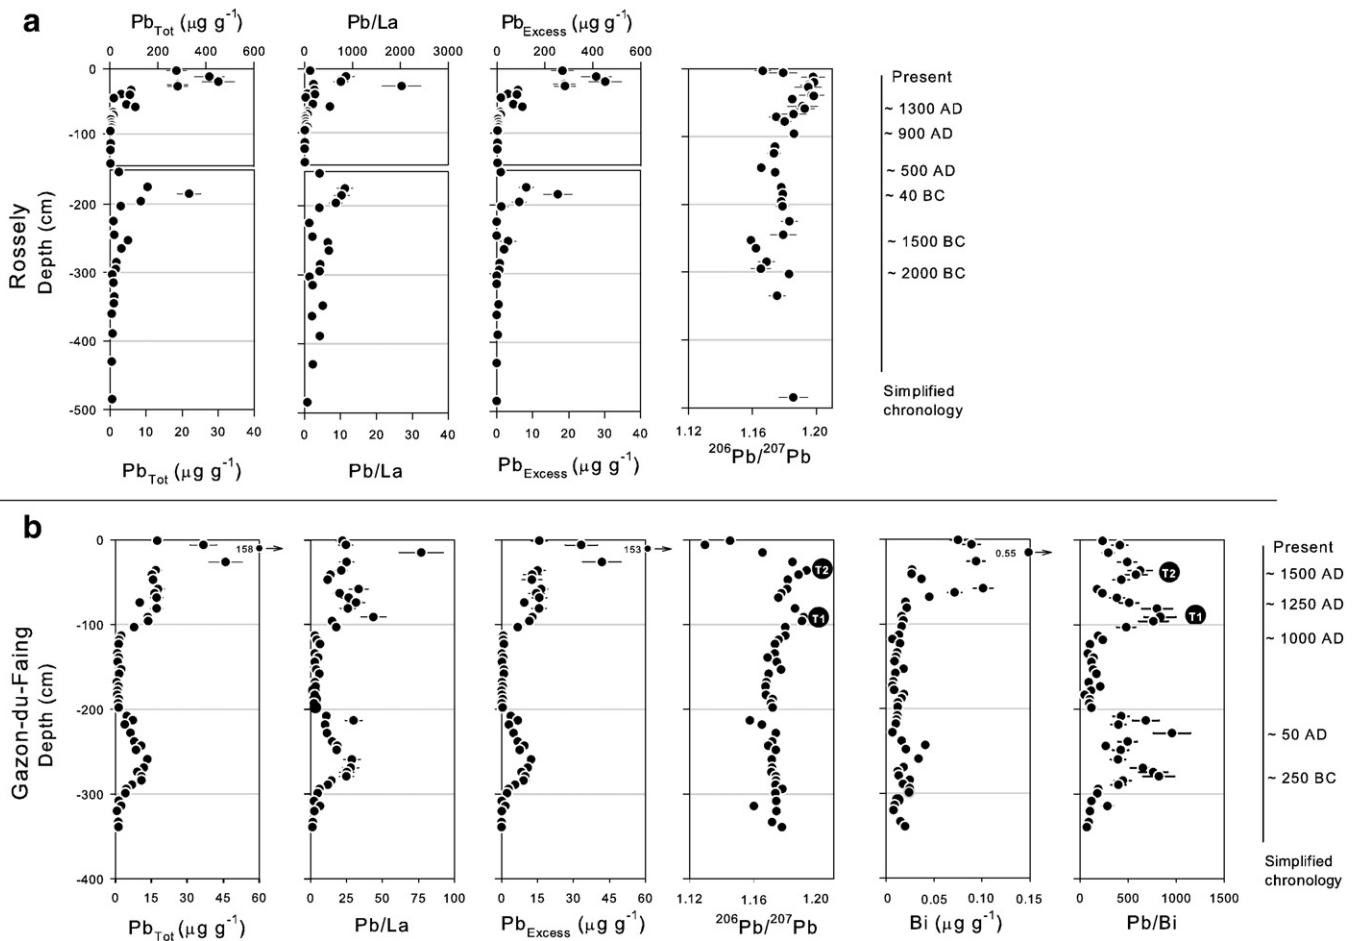 a
Pb_Tot (μg g⁻¹) Pb/La Pb_Excess (μg g⁻¹)
0 200 400 600 0 1000 2000 3000 0 200 400 600
0 Present
~ 1300 AD
-100 ~ 900 AD
~ 500 AD
-200 ~ 40 BC
~ 1500 BC
-300 ~ 2000 BC
-400
Simplified
chronology
-500
Rossely
Depth (cm)
0 10 20 30 40 0 10 20 30 40 0 10 20 30 40 1.12 1.16 1.20
Pb_Tot (μg g⁻¹) Pb/La Pb_Excess (μg g⁻¹) ²⁰⁶Pb/²⁰⁷Pb
b
0 158 153 0.55 Present
T2 T2 ~ 1500 AD
~ 1250 AD
-100 T1 T1
~ 1000 AD
-200
~ 50 AD
~ 250 BC
-300
Simplified
chronology
-400
Gazon-du-Faing
Depth (cm)
0 15 30 45 60 0 25 50 75 100 0 15 30 45 60 1.12 1.16 1.20 0 0.05 0.1 0.15 0 500 1000 1500
Pb_Tot (μg g⁻¹) Pb/La Pb_Excess (μg g⁻¹) ²⁰⁶Pb/²⁰⁷Pb Bi (μg g⁻¹) Pb/Bi